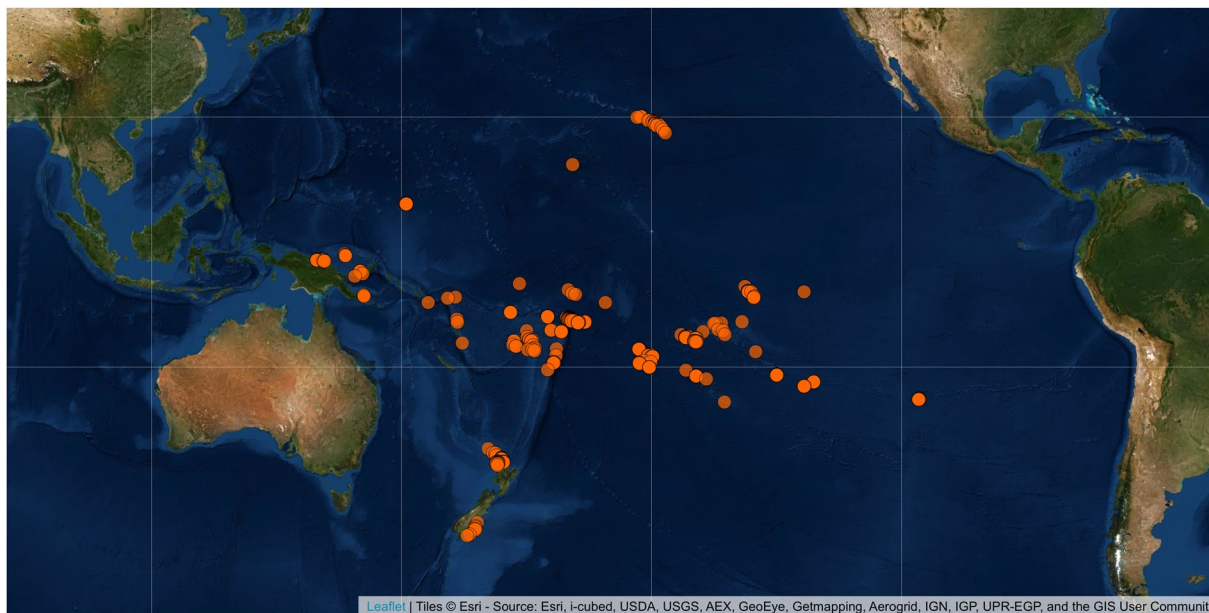 Leaflet | Tiles © Esri - Source: Esri, i-cubed, USDA, USGS, AEX, GeoEye, Getmapping, Aerogrid, IGN, IGP, UPR-EGP, and the GIS User Communit